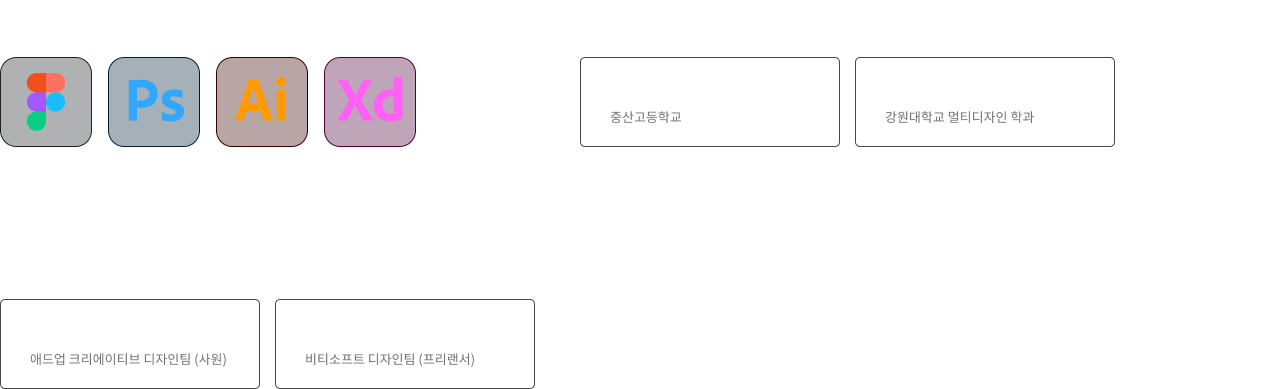 Ps
Ai
Xd
중산고등학교
강원대학교 멀티디자인 학과
애드업 크리에이티브 디자인팀 (사원)
비티소프트 디자인팀 (프리랜서)